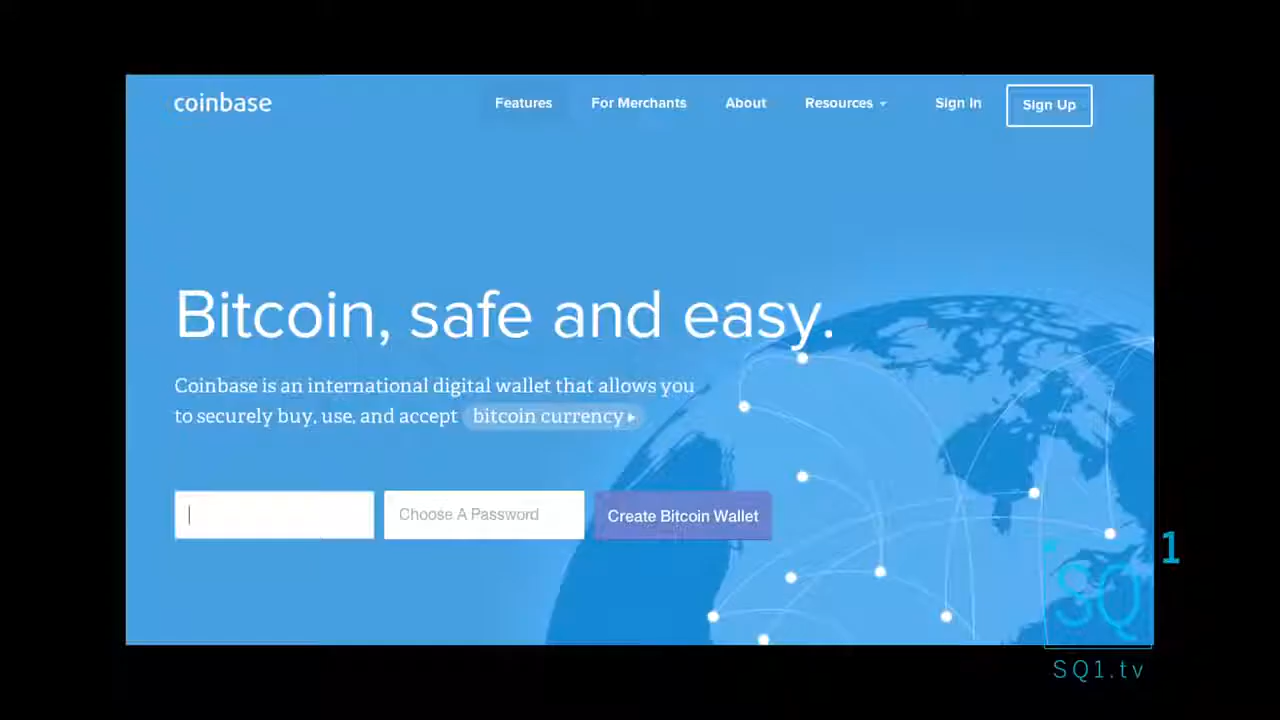 coinbase
Features
For Merchants
About
Resources
Sign In
Sign Up
Bitcoin, safe and easy.
Coinbase is an international digital wallet that allows you
to securely buy, use, and accept bitcoin currency
Choose A Password
Create Bitcoin Wallet
SQ1
SQ1.tv